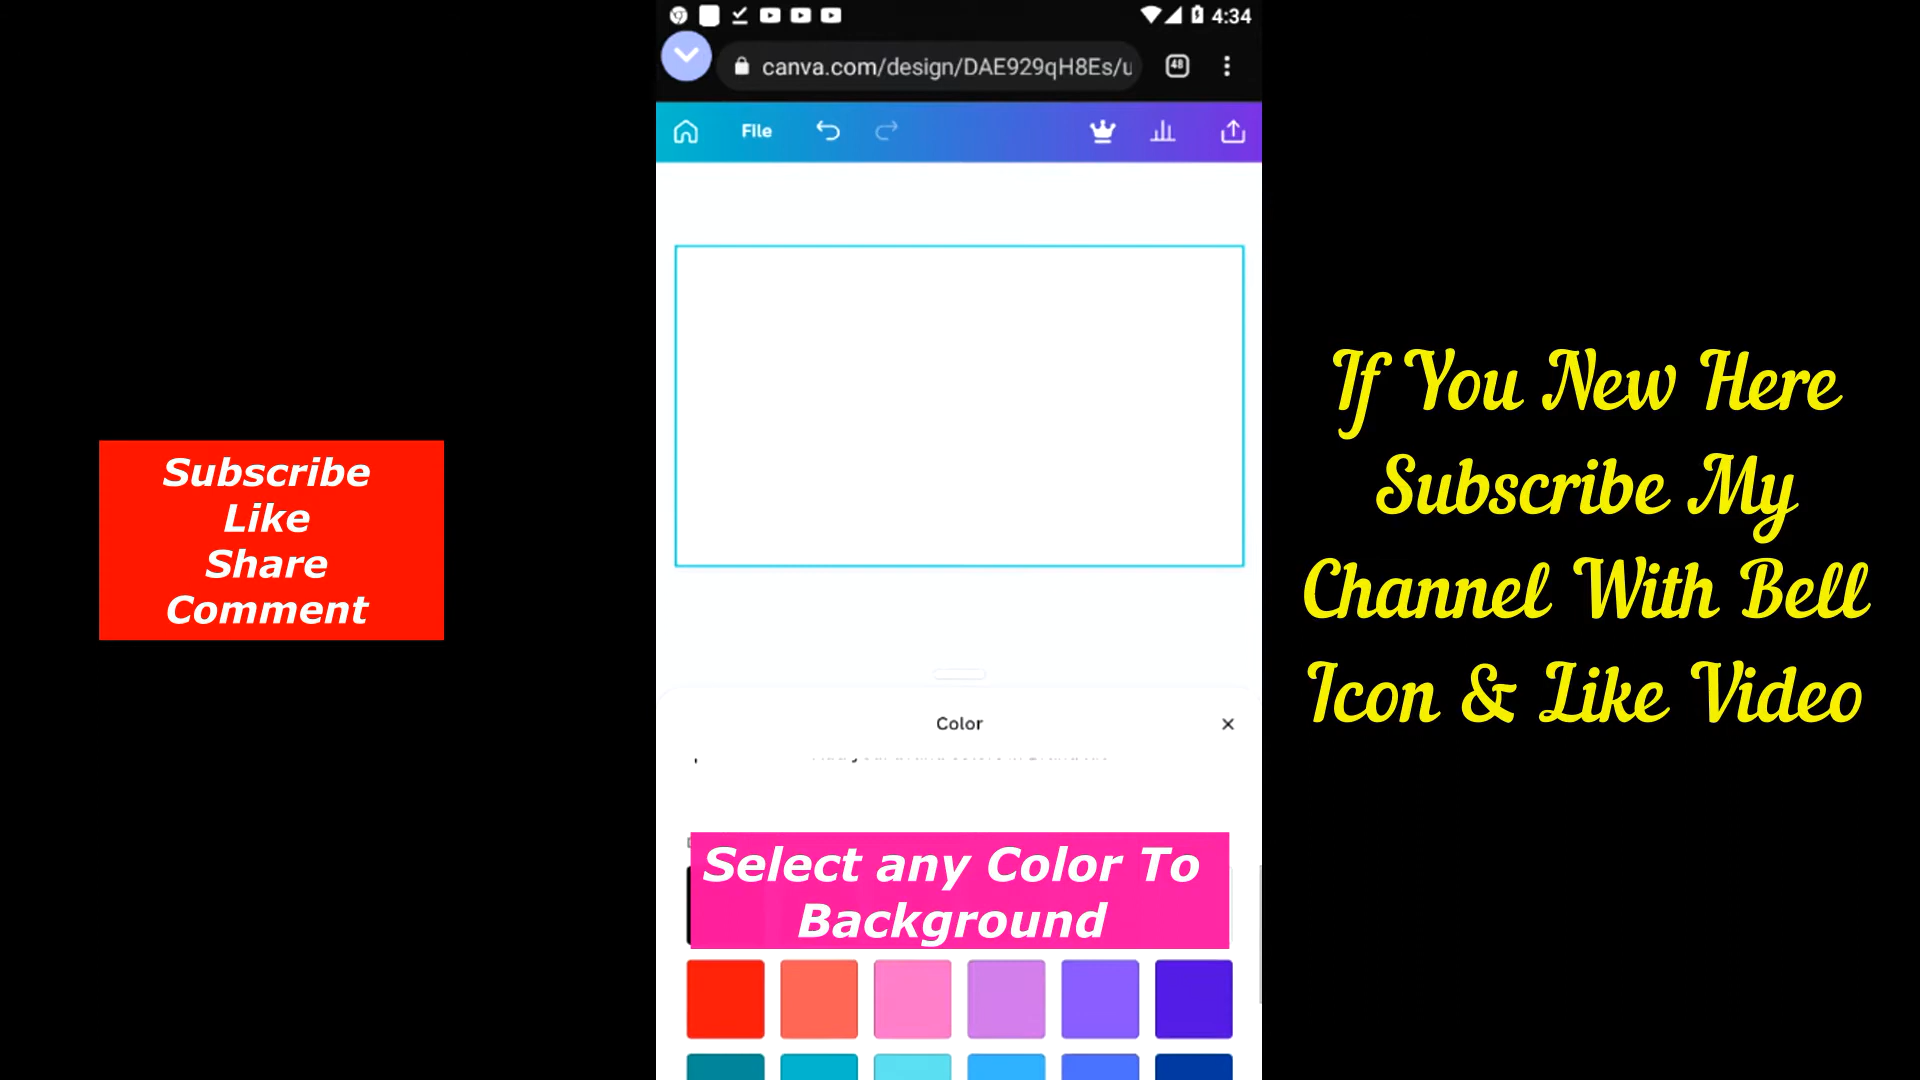 4:34
canva.com/design/DAE929qH8Es/u
48
File
Subscribe
Like
Share
Comment
If You New Here
Subscribe My
Channel With Bell
Icon & Like Video
Color
Select any Color To
Background